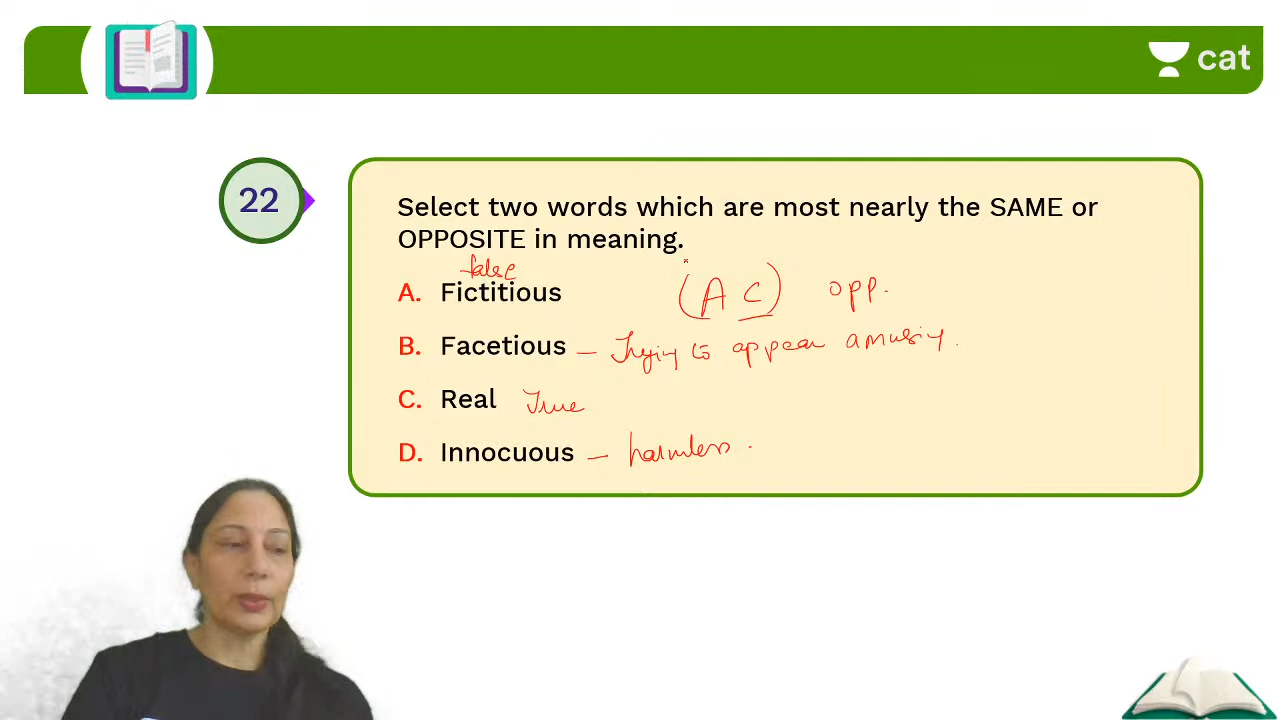 cat
22
Select two words which are most nearly the SAME or
OPPOSITE in meaning.
false
A. Fictitious (A C) opp.
B. Facetious – Trying to appear amusing.
C. Real True
D. Innocuous – harmless.